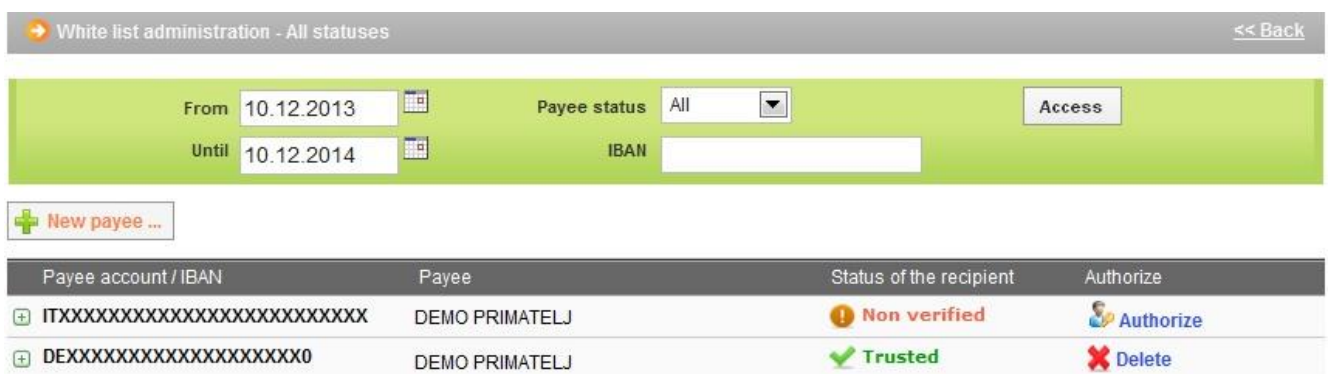 White list administration - All statuses << Back
From 10.12.2013 Payee status All Access
Until 10.12.2014 IBAN
New payee ...
Payee account / IBAN Payee Status of the recipient Authorize
ITXXXXXXXXXXXXXXXXXXXXXXXXX DEMO PRIMATELJ Non verified Authorize
DEXXXXXXXXXXXXXXXXXXX0 DEMO PRIMATELJ Trusted Delete